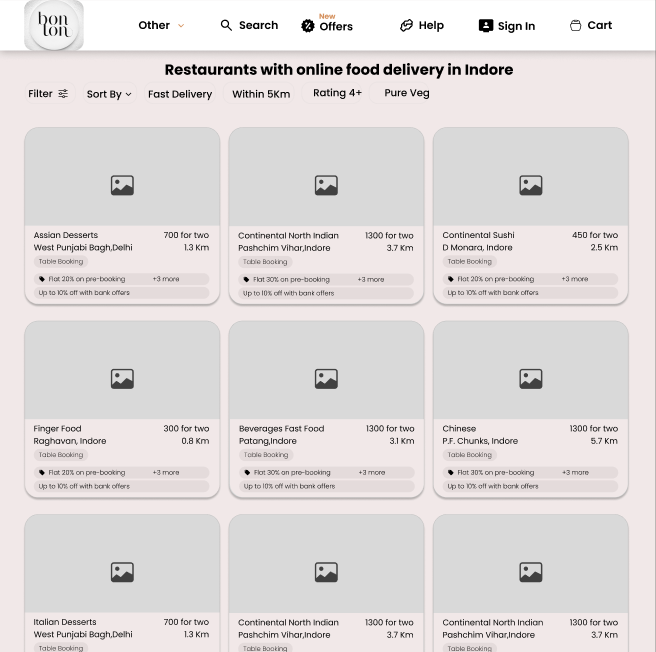 bon
ton
Other
Search
New
Offers
Help
Sign In
Cart
Restaurants with online food delivery in Indore
Filter
Sort By
Fast Delivery
Within 5Km
Rating 4+
Pure Veg
Assian Desserts 700 for two
West Punjabi Bagh,Delhi 1.3 Km
Table Booking
Flat 20% on pre-booking +3 more
Up to 10% off with bank offers
Continental North Indian 1300 for two
Pashchim Vihar,Indore 3.7 Km
Table Booking
Flat 30% on pre-booking +3 more
Up to 10% off with bank offers
Continental Sushi 450 for two
D Monara, Indore 2.5 Km
Table Booking
Flat 20% on pre-booking +3 more
Up to 10% off with bank offers
Finger Food 300 for two
Raghavan, Indore 0.8 Km
Table Booking
Flat 20% on pre-booking +3 more
Up to 10% off with bank offers
Beverages Fast Food 1300 for two
Patang,Indore 3.1 Km
Table Booking
Flat 30% on pre-booking +3 more
Up to 10% off with bank offers
Chinese 1300 for two
P.F. Chunks, Indore 5.7 Km
Table Booking
Flat 30% on pre-booking +3 more
Up to 10% off with bank offers
Italian Desserts 700 for two
West Punjabi Bagh,Delhi 1.3 Km
Table Booking
Continental North Indian 1300 for two
Pashchim Vihar,Indore 3.7 Km
Table Booking
Continental North Indian 1300 for two
Pashchim Vihar,Indore 3.7 Km
Table Booking